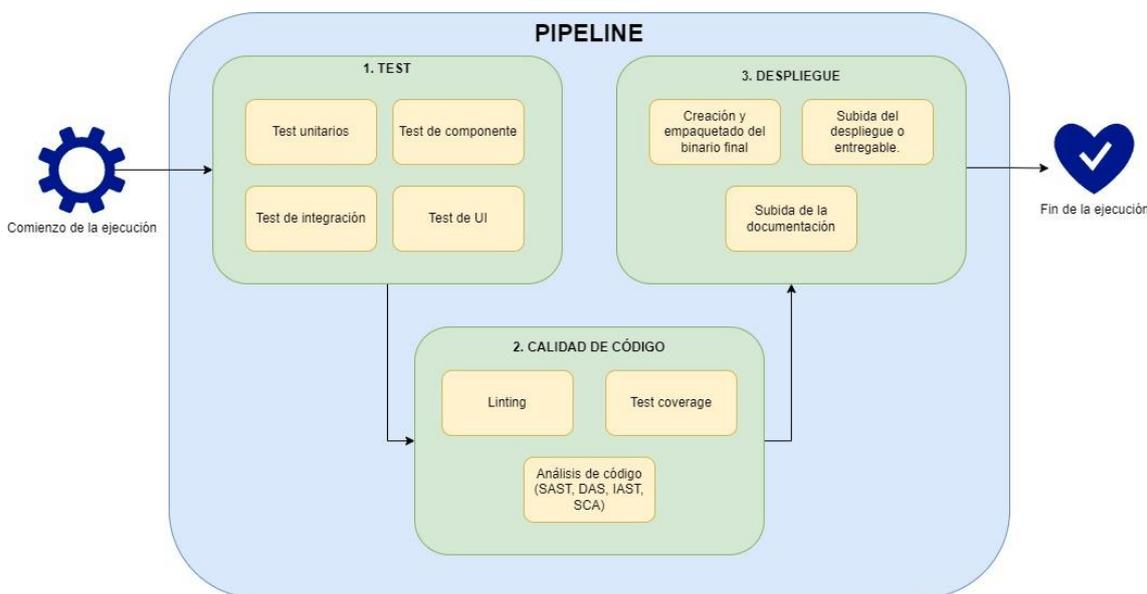 PIPELINE
1. TEST
Test unitarios
Test de componente
Test de integración
Test de UI
Comienzo de la ejecución
2. CALIDAD DE CÓDIGO
Linting
Test coverage
Análisis de código
(SAST, DAS, IAST,
SCA)
3. DESPLIEGUE
Creación y
empaquetado del
binario final
Subida del
despliegue o
entregable.
Subida de la
documentación
Fin de la ejecución